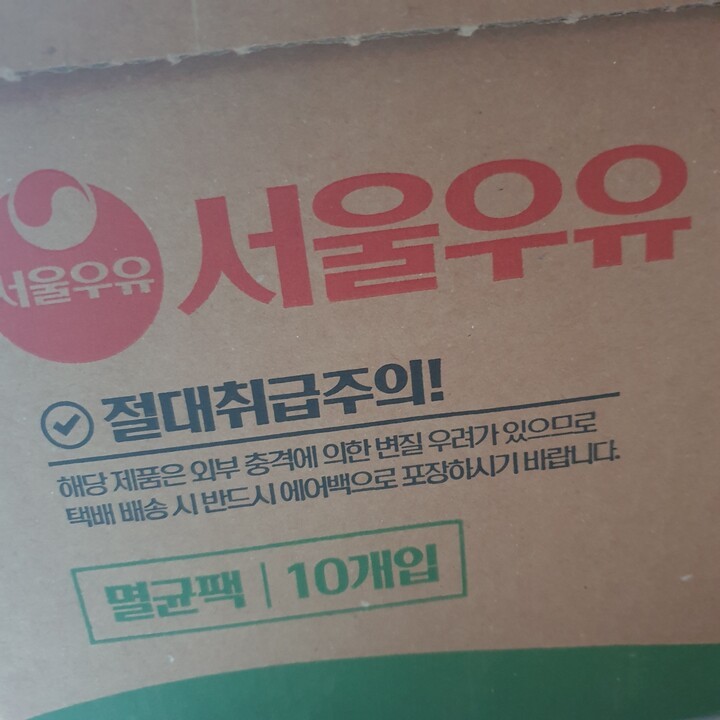 서울우유
서울우유
절대취급주의!
해당 제품은 외부 충격에 의한 변질 우려가 있으므로
택배 배송 시 반드시 에어백으로 포장하시기 바랍니다.
멸균팩 | 10개입